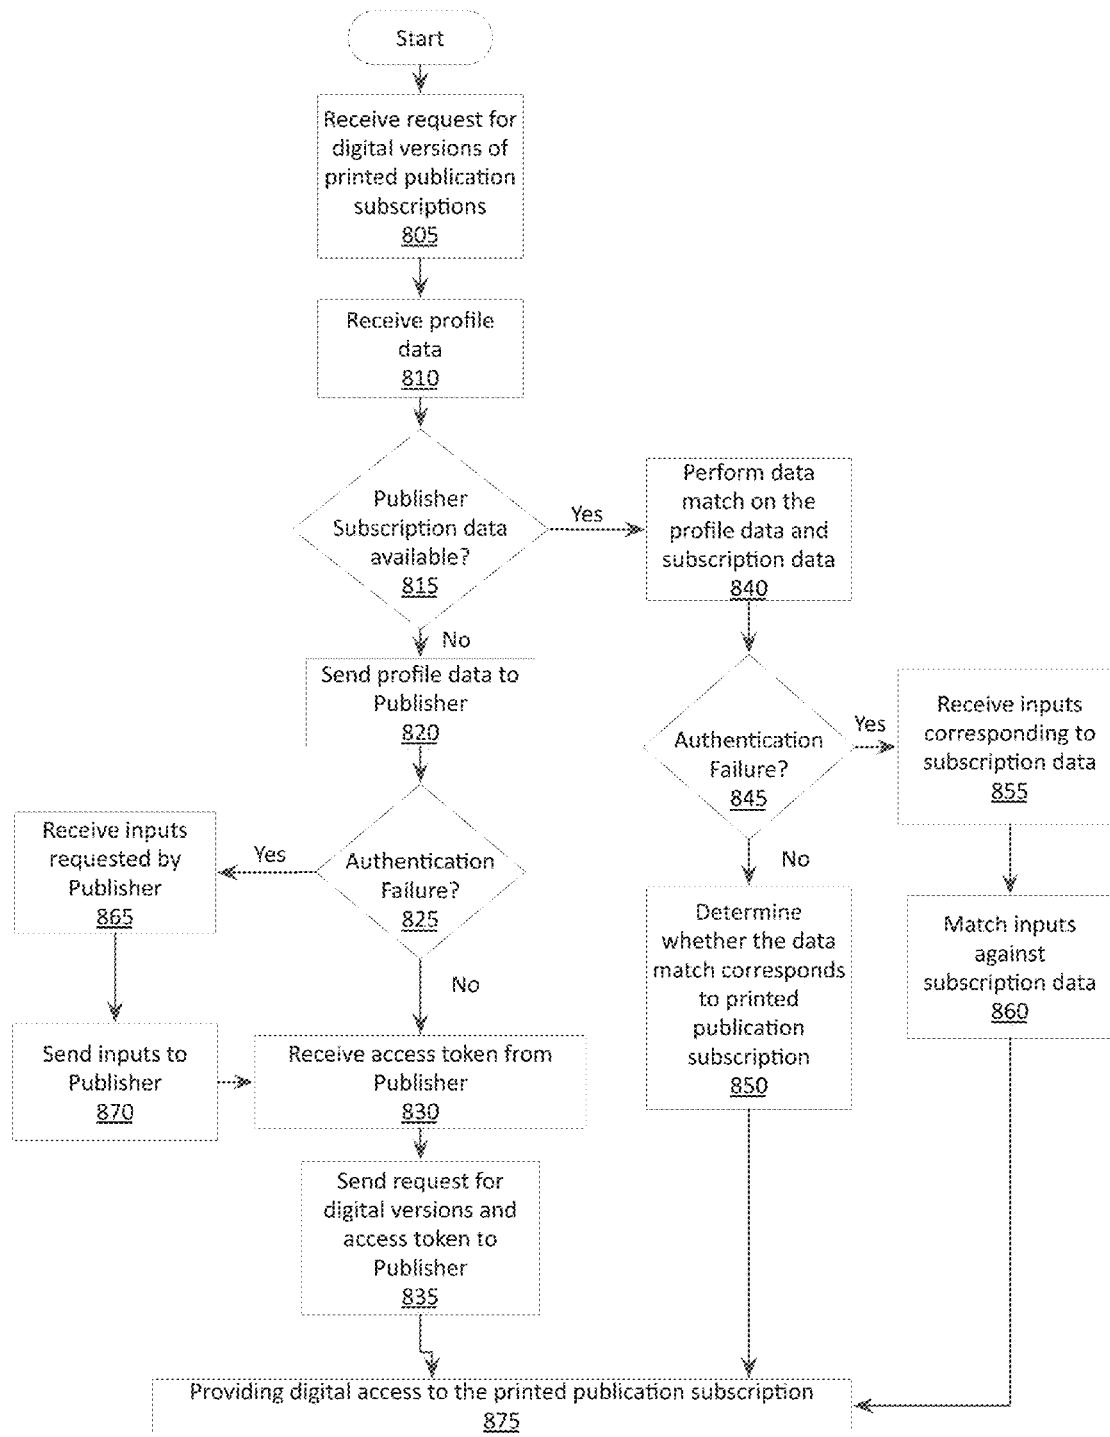 Start
Receive request for
digital versions of
printed publication
subscriptions
805
Receive profile
data
810
Publisher
Subscription data
available?
815
Yes
Perform data
match on the
profile data and
subscription data
840
No
Send profile data to
Publisher
820
Authentication
Failure?
845
Yes
Receive inputs
corresponding to
subscription data
855
Receive inputs
requested by
Publisher
865
Yes
Authentication
Failure?
825
No
Determine
whether the data
match corresponds
to printed
publication
subscription
850
Match inputs
against
subscription data
860
No
Send inputs to
Publisher
870
Receive access token from
Publisher
830
Send request for
digital versions and
access token to
Publisher
835
Providing digital access to the printed publication subscription
875